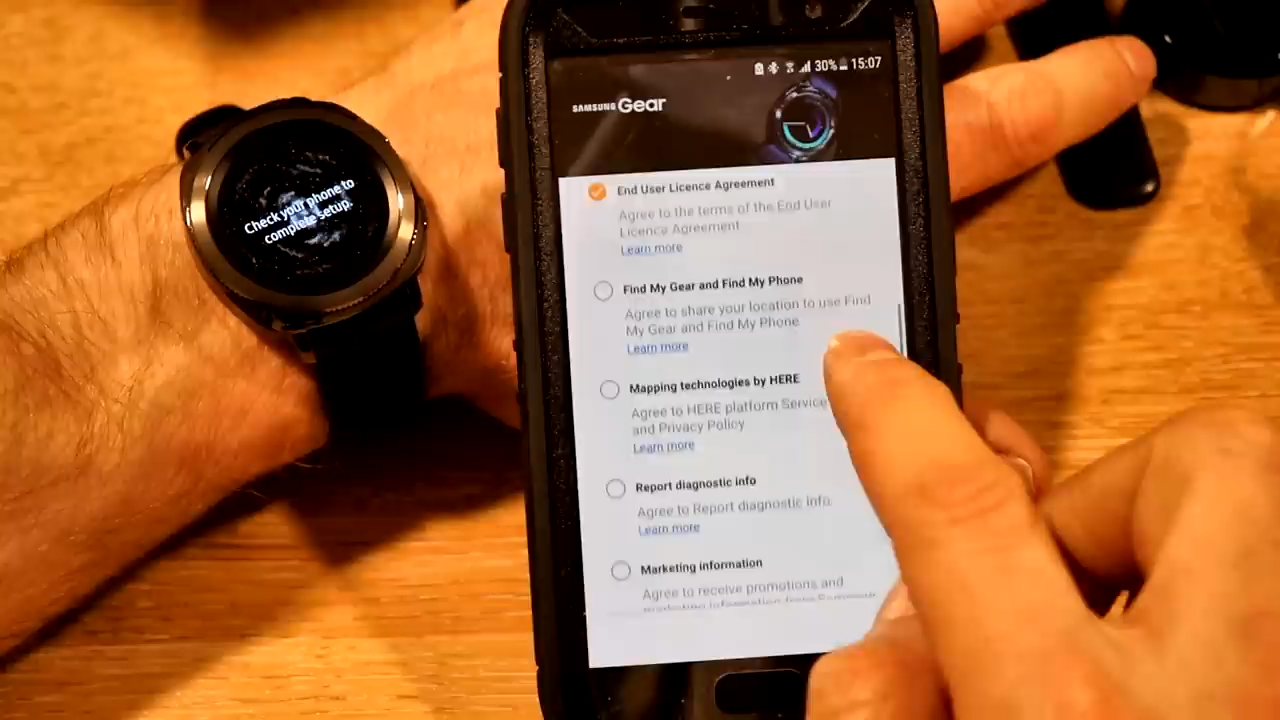 Check your phone to
complete setup.
30% 15:07
SAMSUNG Gear
End User Licence Agreement
Agree to the terms of the End User
Licence Agreement
Learn more
Find My Gear and Find My Phone
Agree to share your location to use Find
My Gear and Find My Phone
Learn more
Mapping technologies by HERE
Agree to HERE platform Service
and Privacy Policy
Learn more
Report diagnostic info
Agree to Report diagnostic info
Learn more
Marketing information
Agree to receive promotions and
marketing information from Samsung